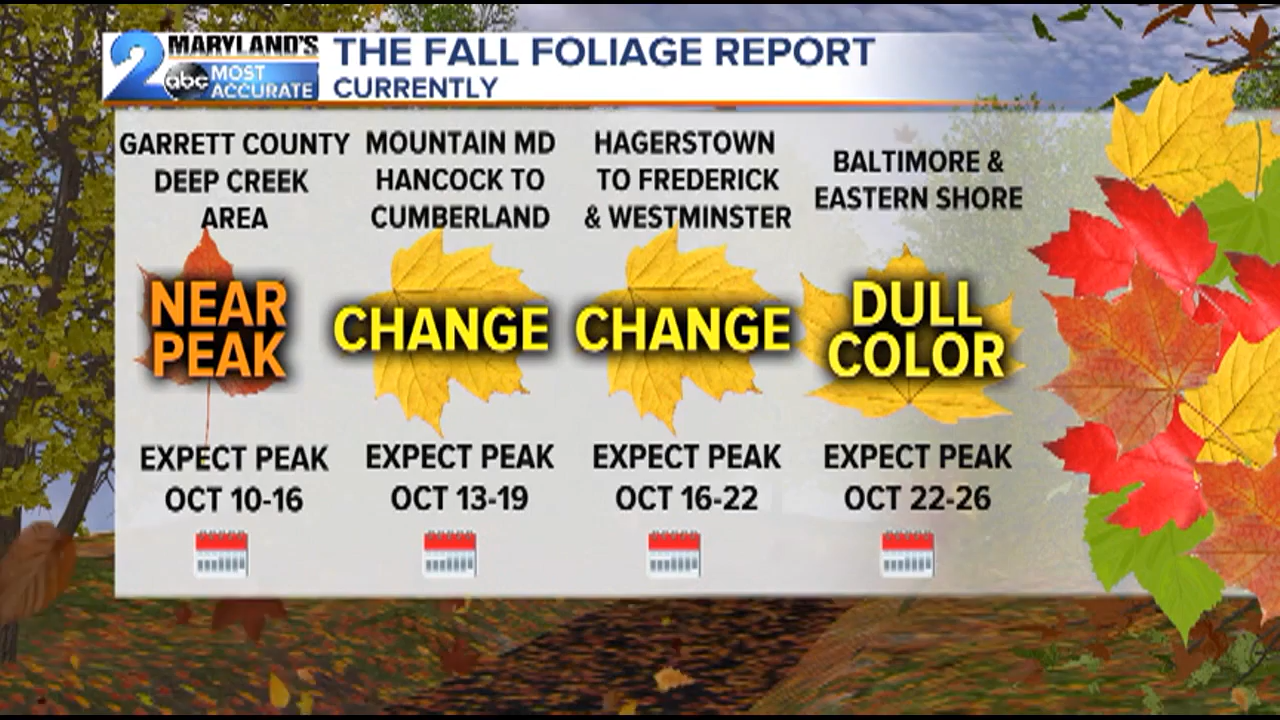 2 abc
MARYLAND'S
MOST
ACCURATE
THE FALL FOLIAGE REPORT
CURRENTLY
GARRETT COUNTY
DEEP CREEK
AREA
NEAR
PEAK
EXPECT PEAK
OCT 10-16
MOUNTAIN MD
HANCOCK TO
CUMBERLAND
CHANGE
EXPECT PEAK
OCT 13-19
HAGERSTOWN
TO FREDERICK
& WESTMINSTER
CHANGE
EXPECT PEAK
OCT 16-22
BALTIMORE &
EASTERN SHORE
DULL
COLOR
EXPECT PEAK
OCT 22-26